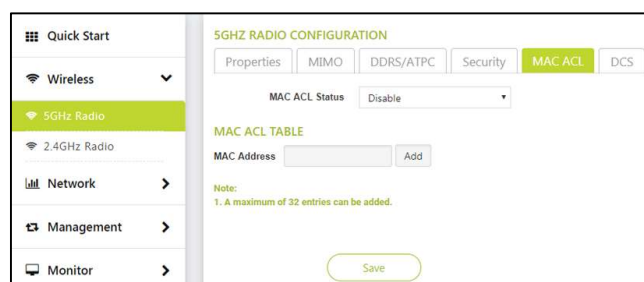 Quick Start
Wireless
5GHz Radio
2.4GHz Radio
Network
Management
Monitor
5GHZ RADIO CONFIGURATION
Properties MIMO DDRS/ATPC Security MAC ACL DCS
MAC ACL Status Disable
MAC ACL TABLE
MAC Address Add
Note:
1. A maximum of 32 entries can be added.
Save